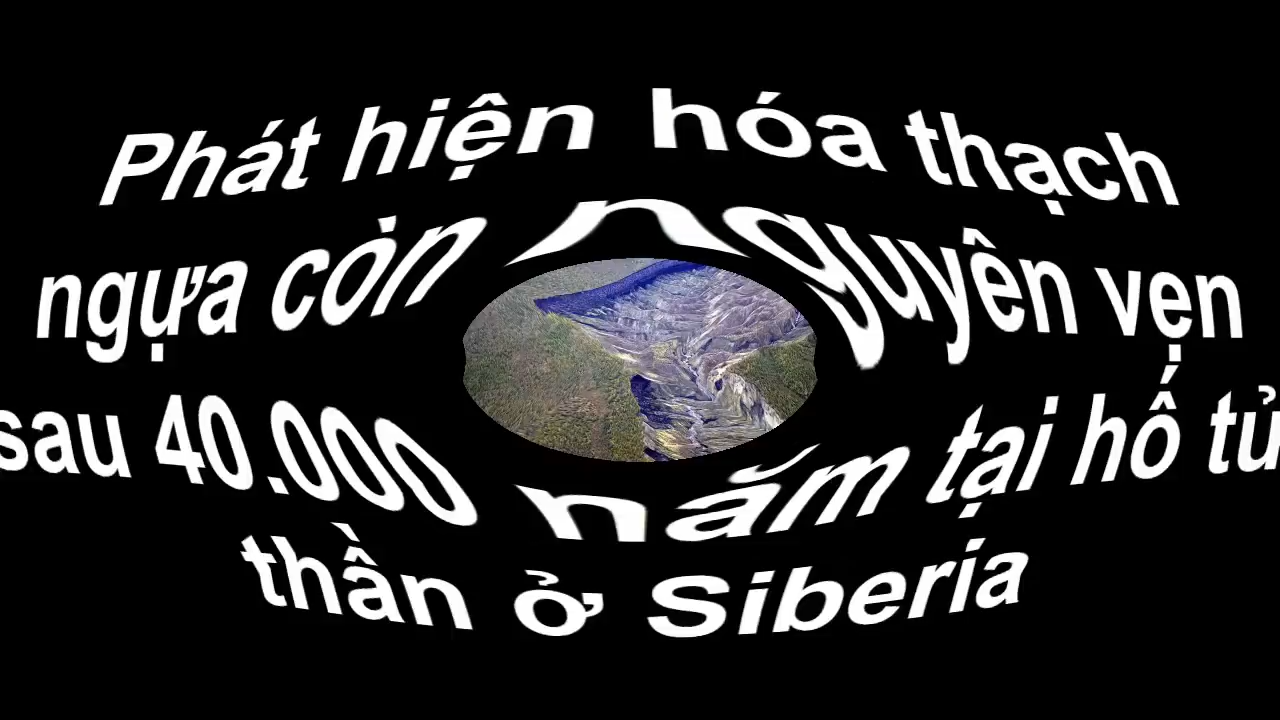 Phát hiện hóa thạch
ngựa còn nguyên vẹn
sau 40.000 năm tại hố tử
thần ở Siberia